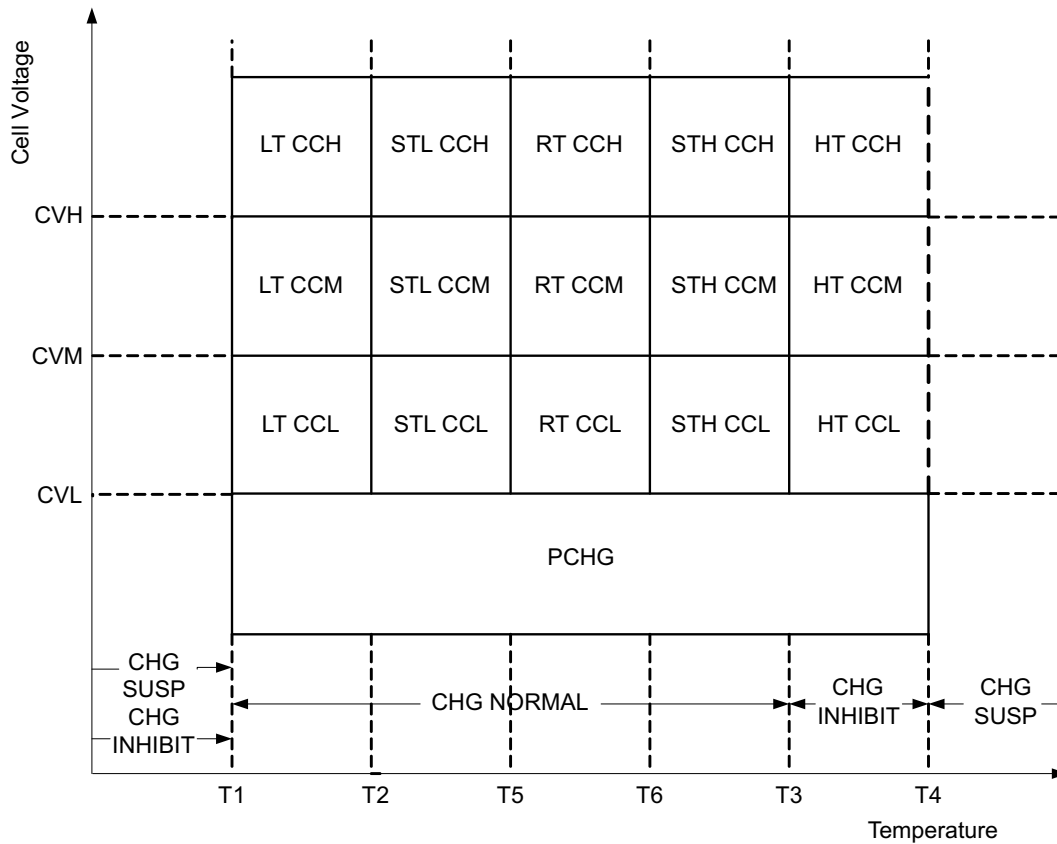 Cell Voltage
LT CCH
STL CCH
RT CCH
STH CCH
HT CCH
CVH
LT CCM
STL CCM
RT CCM
STH CCM
HT CCM
CVM
LT CCL
STL CCL
RT CCL
STH CCL
HT CCL
CVL
PCHG
CHG
SUSP
CHG
INHIBIT
CHG NORMAL
CHG
INHIBIT
CHG
SUSP
T1
T2
T5
T6
T3
T4
Temperature